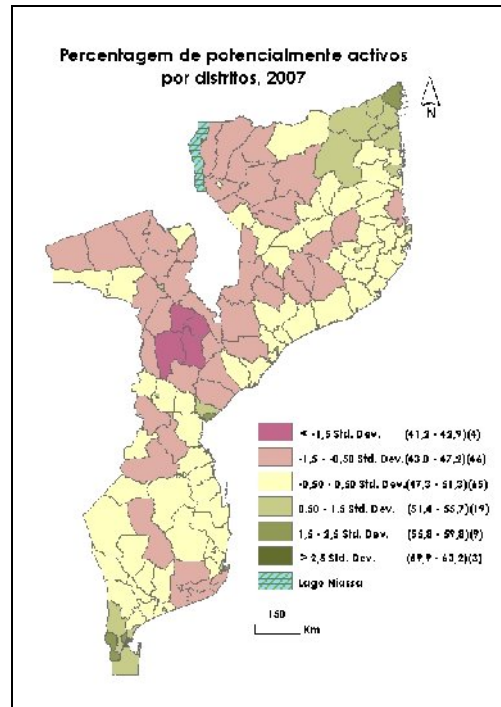 Percentagem de potencialmente activos
por distritos, 2007
N
< -1,5 Std. Dev. (41,2 - 42,9)(4)
-1,5 - -0,50 Std. Dev. (43,0 - 47,2)(46)
-0,50 - 0,50 Std. Dev. (47,3 - 51,3)(65)
0,50 - 1,5 Std. Dev. (51,4 - 55,7)(19)
1,5 - 2,5 Std. Dev. (55,8 - 59,8)(9)
> 2,5 Std. Dev. (59,9 - 63,2)(3)
Lago Niassa
150
Km